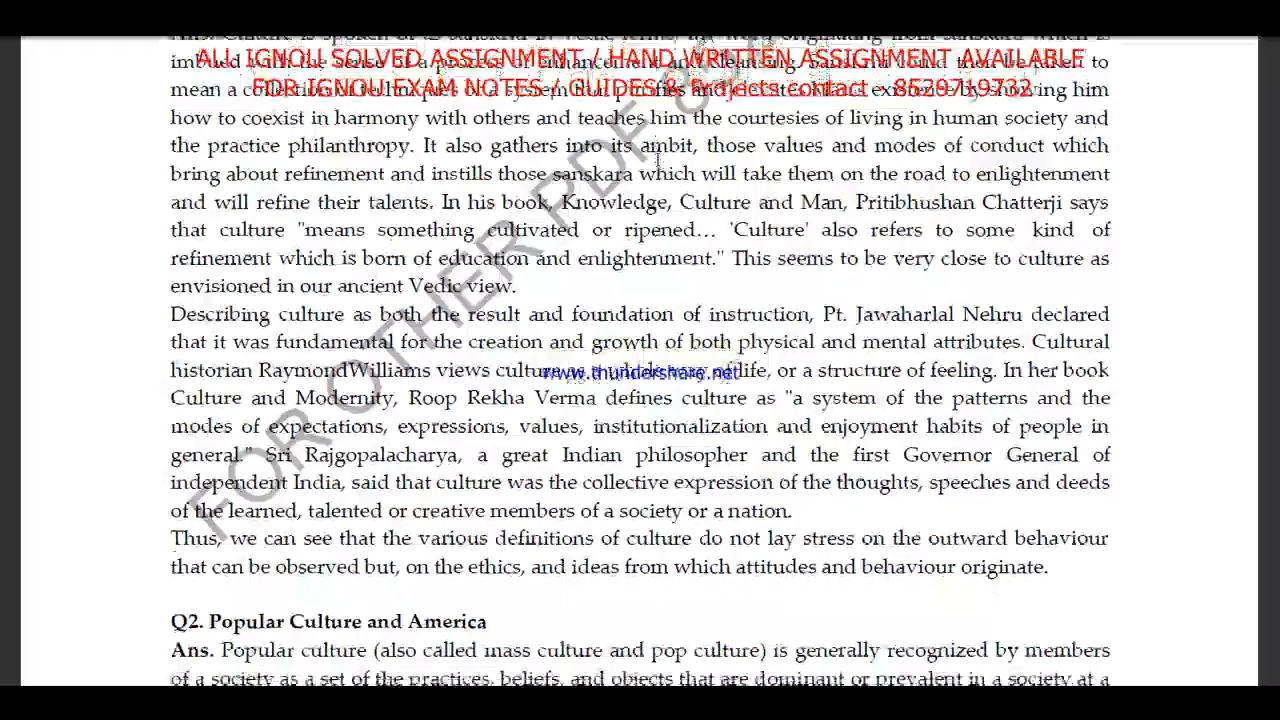 ALL IGNOU SOLVED ASSIGNMENT / HAND WRITTEN ASSIGNMENT AVAILABLE
FOR IGNOU EXAM NOTES / GUIDES & Projects contact - 8529719732
mean a
him
how to coexist in harmony with others and teaches him the courtesies of living in human society and
the practice philanthropy. It also gathers into its ambit, those values and modes of conduct which
bring about refinement and instills those sanskara which will take them on the road to enlightenment
and will refine their talents. In his book, Knowledge, Culture and Man, Pritibhushan Chatterji says
that culture "means something cultivated or ripened... 'Culture' also refers to some kind of
refinement which is born of education and enlightenment." This seems to be very close to culture as
envisioned in our ancient Vedic view.
Describing culture as both the result and foundation of instruction, Pt. Jawaharlal Nehru declared
that it was fundamental for the creation and growth of both physical and mental attributes. Cultural
historian RaymondWilliams views culture life, or a structure of feeling. In her book
www.thundershare.net
Culture and Modernity, Roop Rekha Verma defines culture as "a system of the patterns and the
modes of expectations, expressions, values, institutionalization and enjoyment habits of people in
general." Sri Rajgopalacharya, a great Indian philosopher and the first Governor General of
independent India, said that culture was the collective expression of the thoughts, speeches and deeds
of the learned, talented or creative members of a society or a nation.
Thus, we can see that the various definitions of culture do not lay stress on the outward behaviour
that can be observed but, on the ethics, and ideas from which attitudes and behaviour originate.
Q2. Popular Culture and America
Ans. Popular culture (also called mass culture and pop culture) is generally recognized by members
of a society as a set of the practices, beliefs, and objects that are dominant or prevalent in a society at a
FOR OTHER PDF